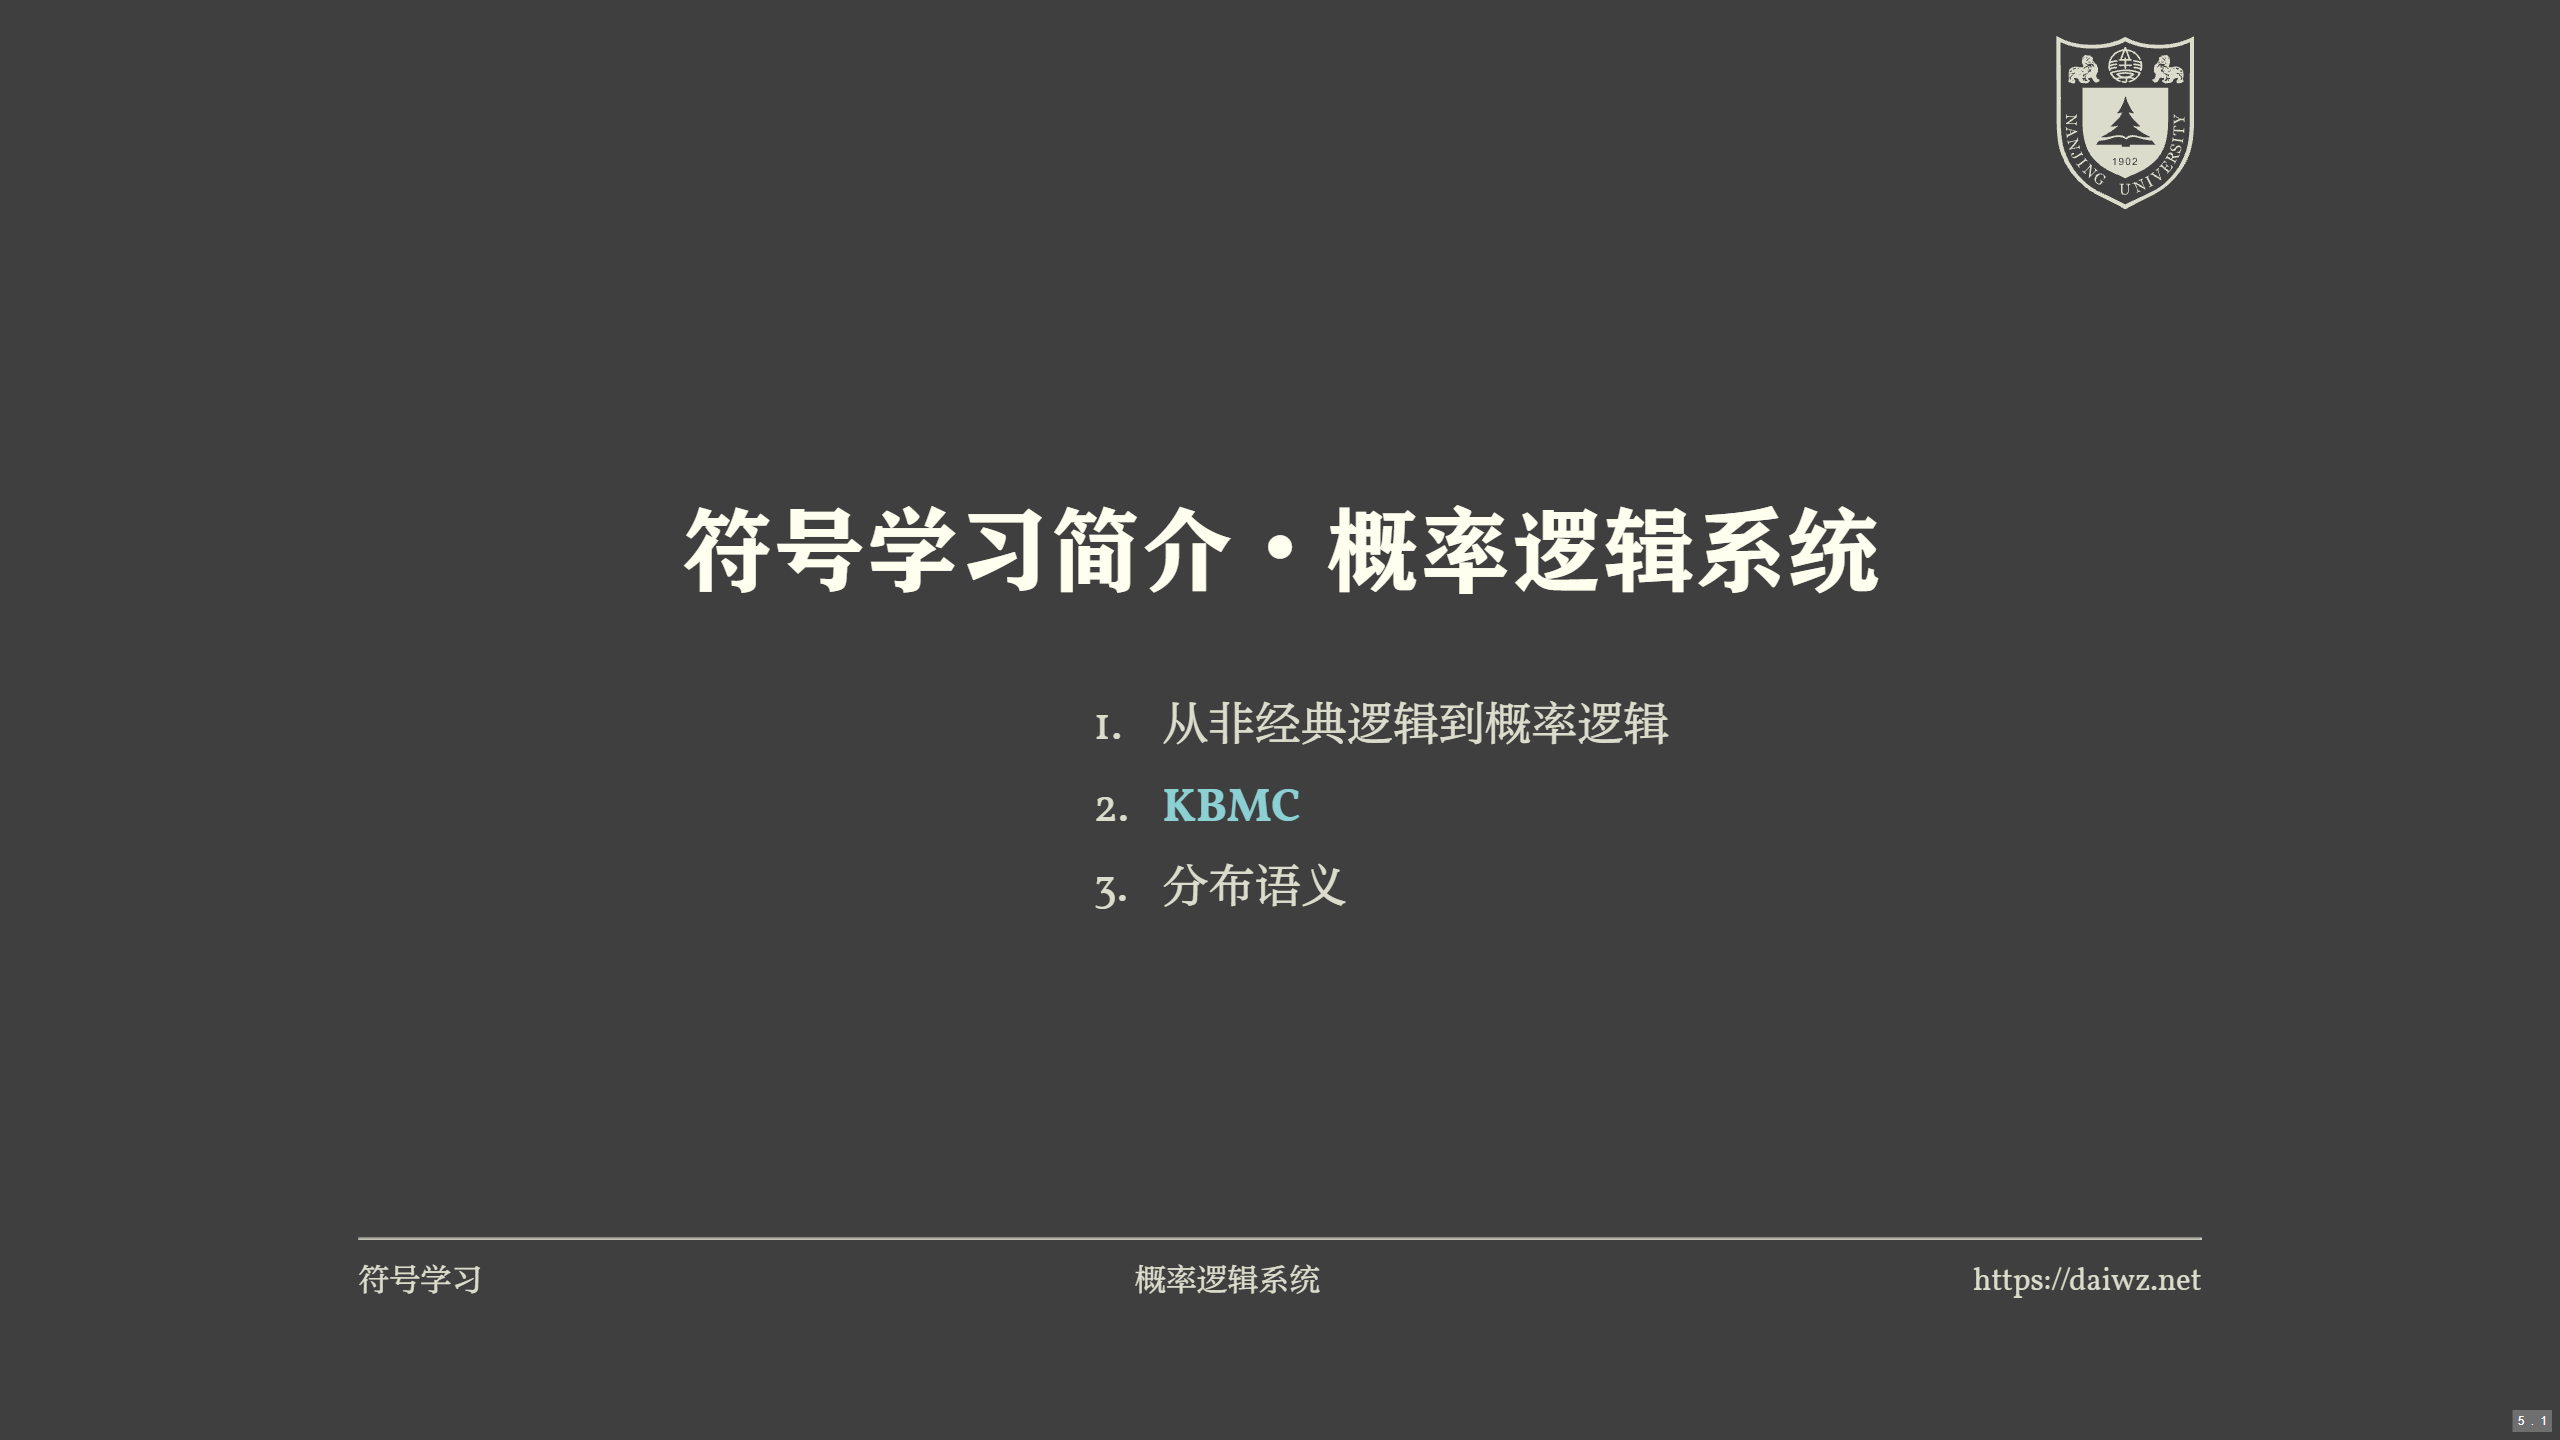 NANJING UNIVERSITY
1902
符号学习简介·概率逻辑系统
1. 从非经典逻辑到概率逻辑
2. KBMC
3. 分布语义
符号学习
概率逻辑系统
https://daiwz.net
5 . 1